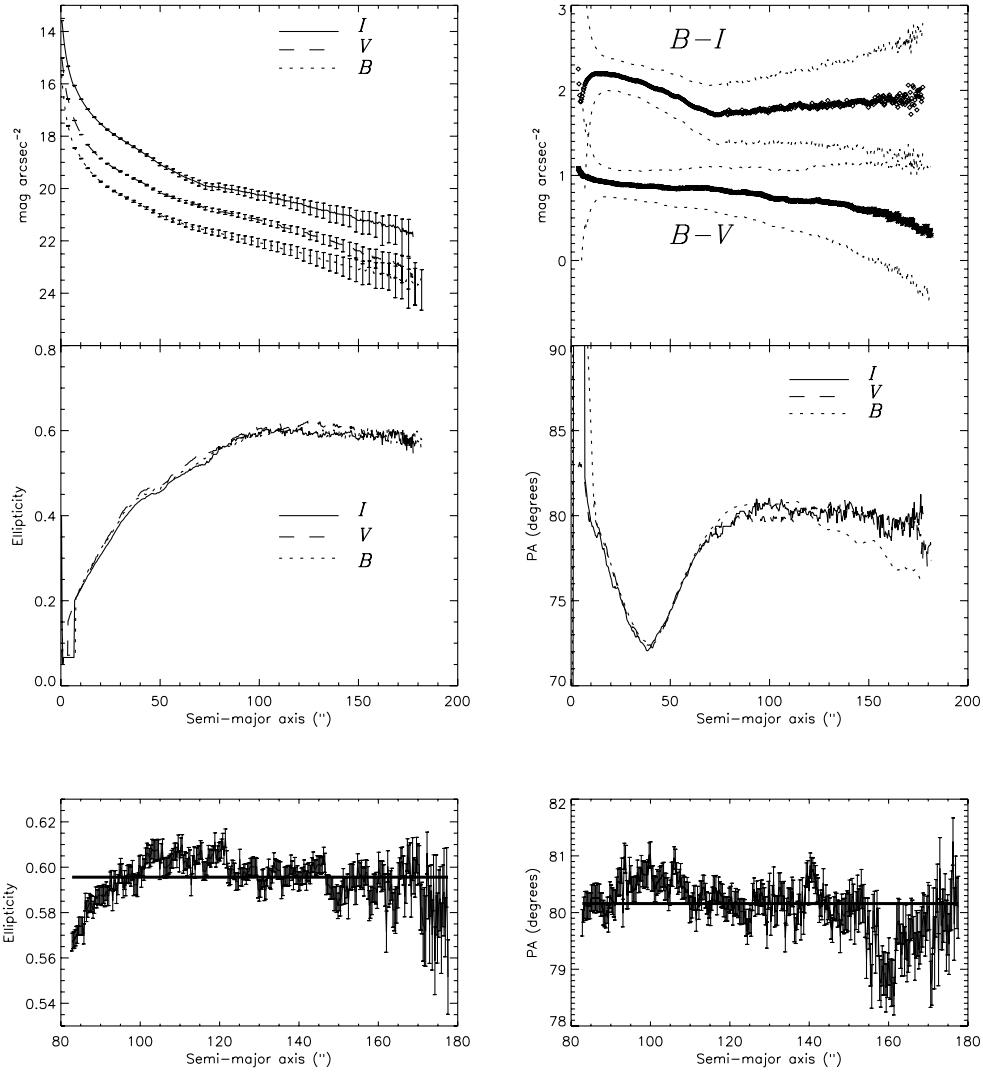 14
16
18
20
22
24
mag arcsec⁻²
I
V
B
3
2
1
0
mag arcsec⁻²
B−I
B−V
0.8
0.6
0.4
0.2
0.0
Ellipticity
I
V
B
0 50 100 150 200
Semi−major axis (")
90
85
80
75
70
PA (degrees)
I
V
B
0 50 100 150 200
Semi−major axis (")
0.62
0.60
0.58
0.56
0.54
Ellipticity
80 100 120 140 160 180
Semi−major axis (")
82
81
80
79
78
PA (degrees)
80 100 120 140 160 180
Semi−major axis (")